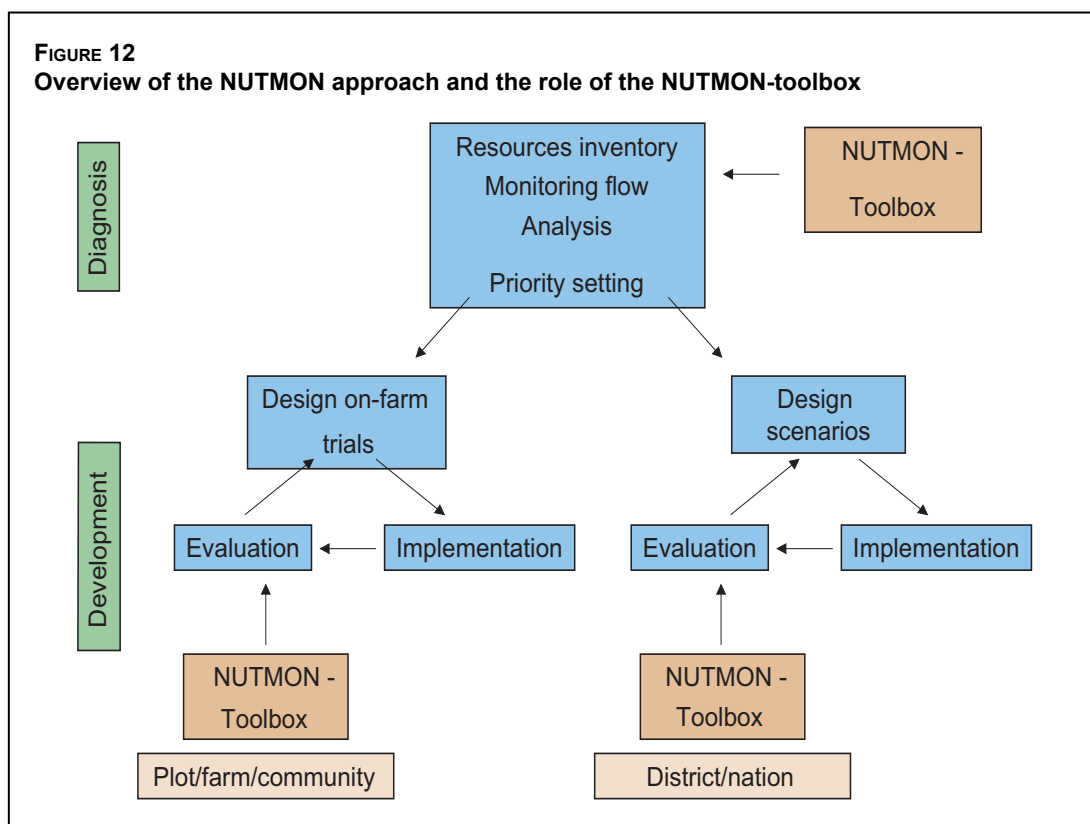 FIGURE 12
Overview of the NUTMON approach and the role of the NUTMON-toolbox
Diagnosis
Resources inventory
Monitoring flow
Analysis
Priority setting
NUTMON -
Toolbox
Development
Design on-farm
trials
Evaluation
Implementation
NUTMON -
Toolbox
Plot/farm/community
Design
scenarios
Evaluation
Implementation
NUTMON -
Toolbox
District/nation